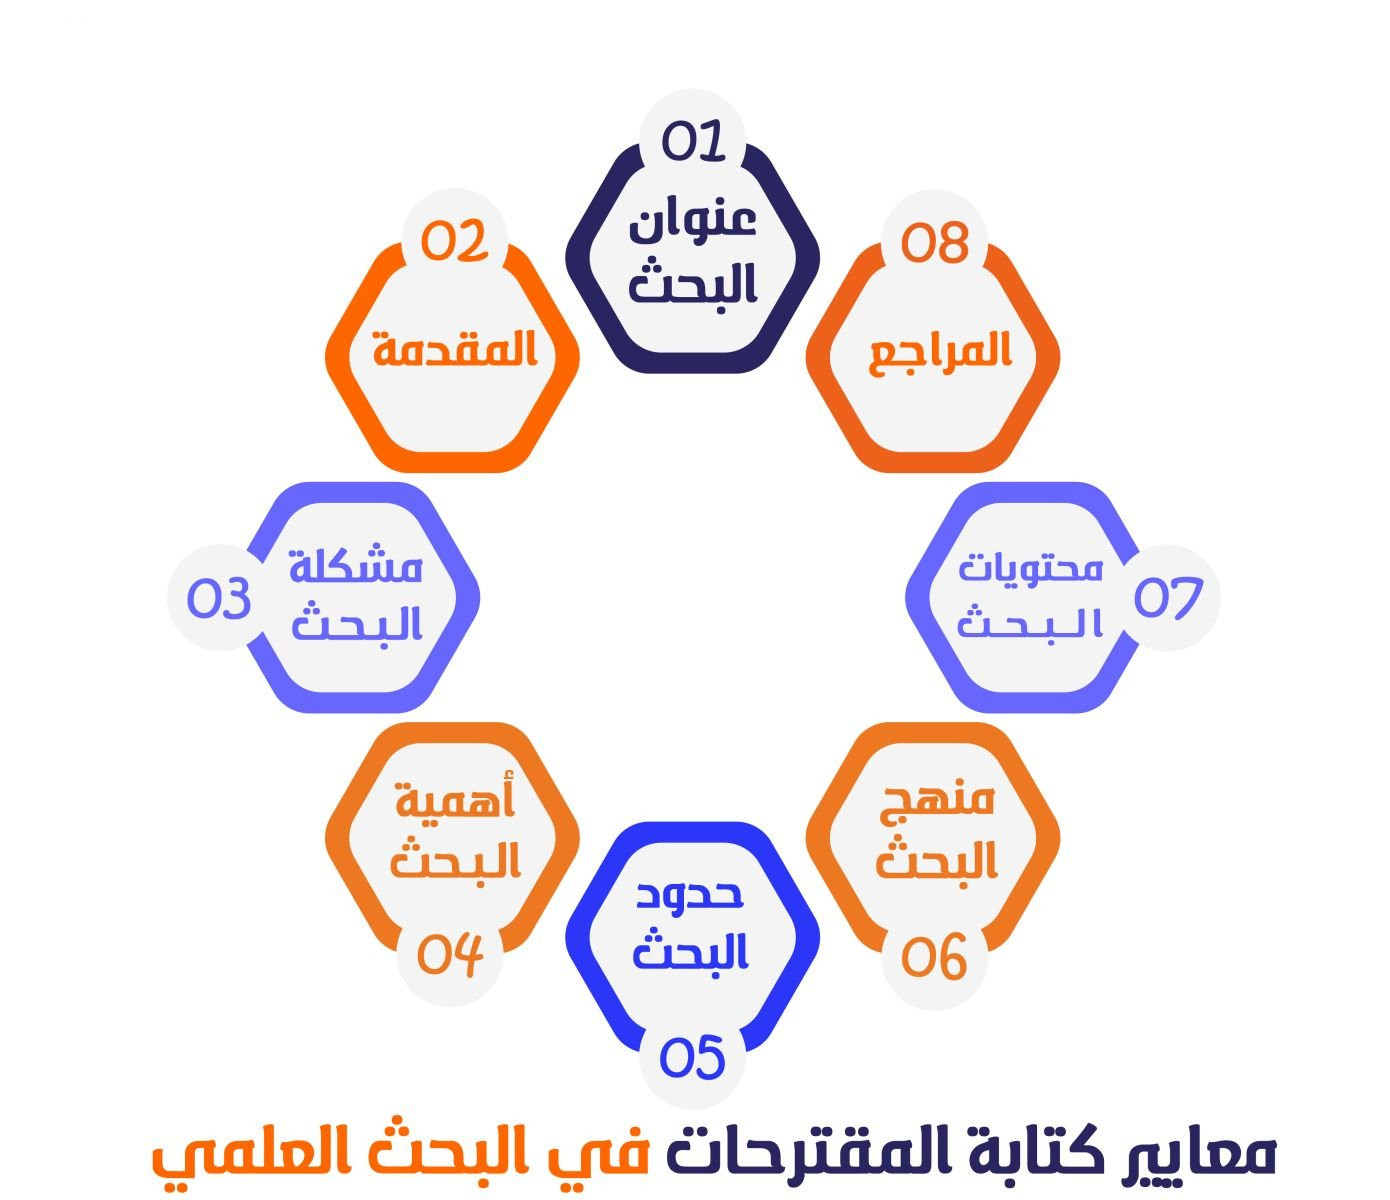 01
عنوان
البحث
02
المقدمة
03
مشكلة
البحث
04
أهمية
البحث
05
حدود
البحث
06
منهج
البحث
07
محتويات
البحث
08
المراجع
معايير كتابة المقترحات في البحث العلمي